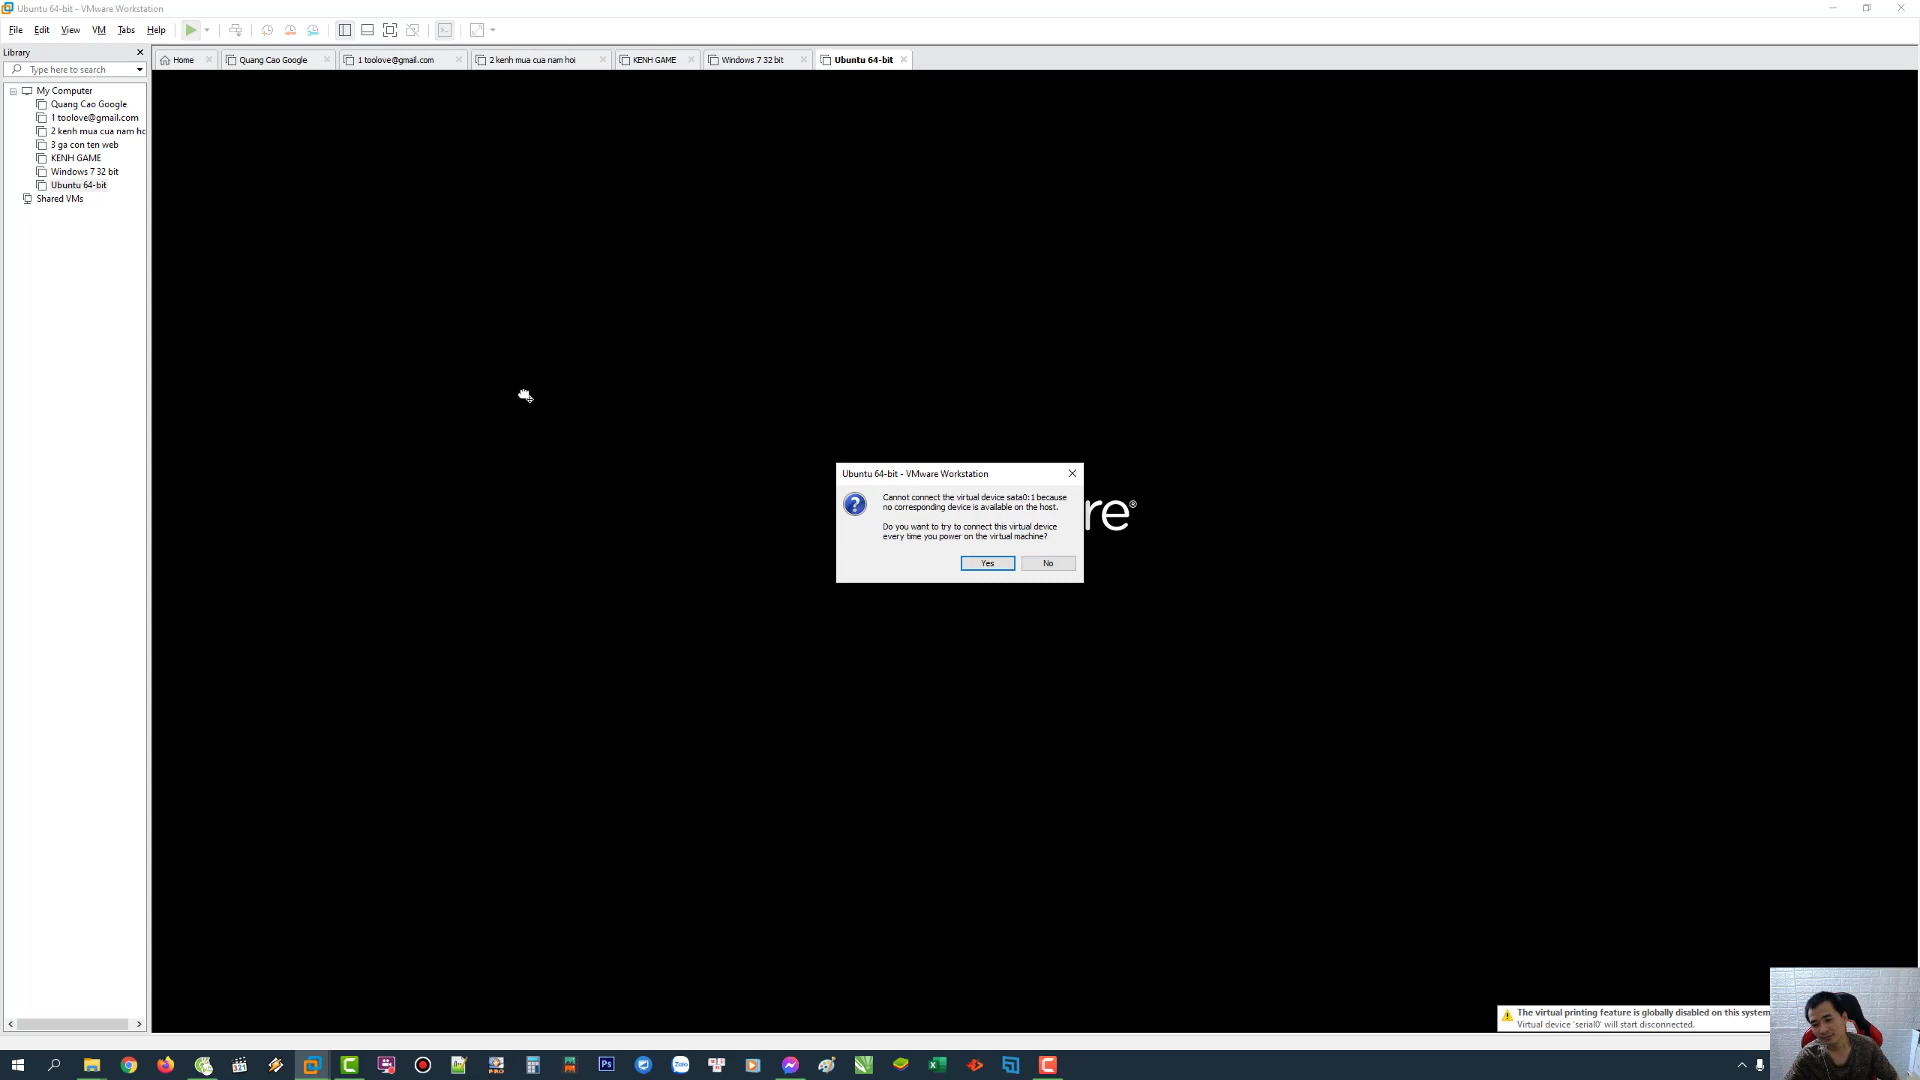 Ubuntu 64-bit - VMware Workstation
File Edit View VM Tabs Help
Library
Type here to search
Home
Quang Cao Google
1 toolove@gmail.com
2 kenh mua cua nam hoi
KENH GAME
Windows 7 32 bit
Ubuntu 64-bit
My Computer
Quang Cao Google
1 toolove@gmail.com
2 kenh mua cua nam ho
3 ga con ten web
KENH GAME
Windows 7 32 bit
Ubuntu 64-bit
Shared VMs
Ubuntu 64-bit - VMware Workstation
Cannot connect the virtual device sata0:1 because
no corresponding device is available on the host.
Do you want to try to connect this virtual device
every time you power on the virtual machine?
Yes No
re®
The virtual printing feature is globally disabled on this system
Virtual device 'serial0' will start disconnected.